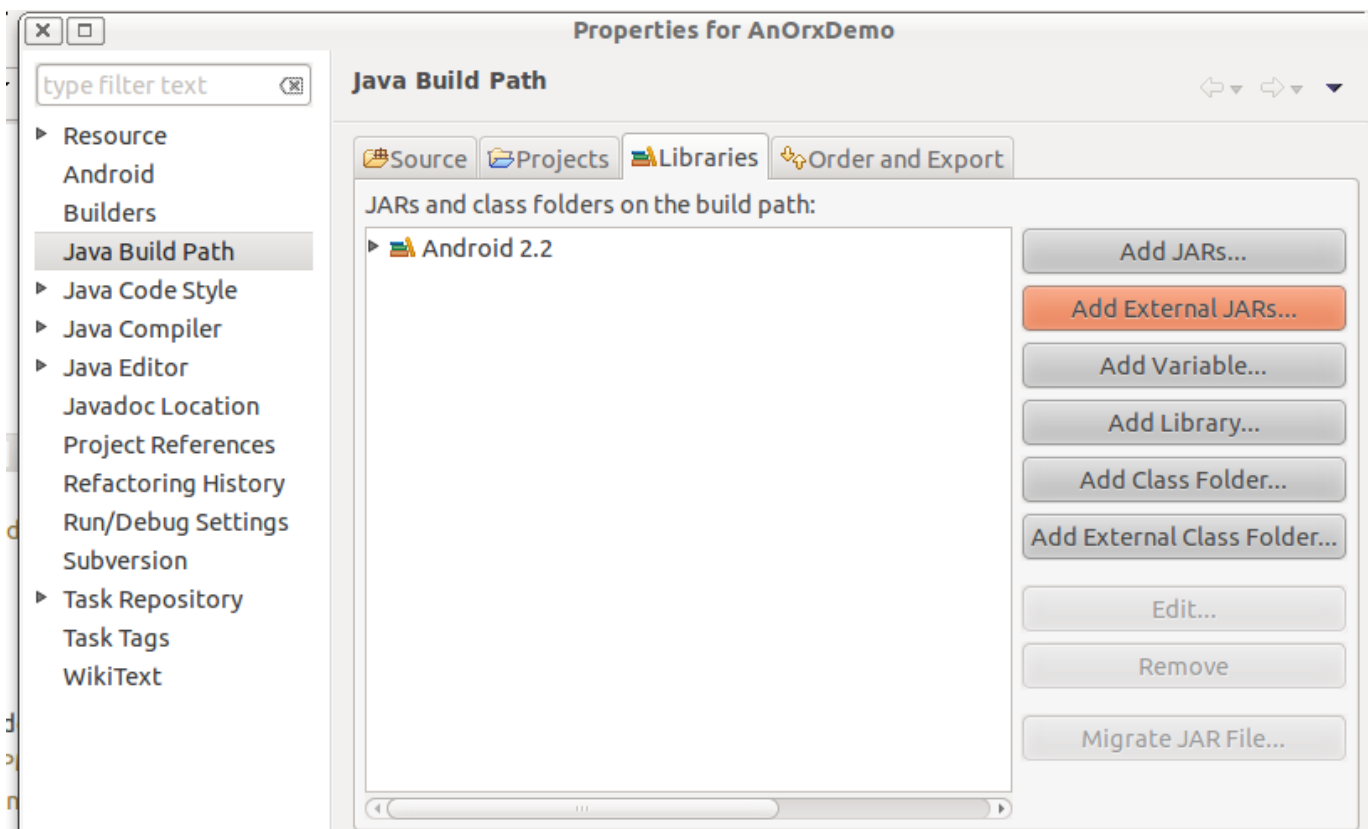 Properties for AnOrxDemo
type filter text
Java Build Path
Resource
Android
Builders
Java Build Path
Java Code Style
Java Compiler
Java Editor
Javadoc Location
Project References
Refactoring History
Run/Debug Settings
Subversion
Task Repository
Task Tags
WikiText
Source
Projects
Libraries
Order and Export
JARs and class folders on the build path:
Android 2.2
Add JARs...
Add External JARs...
Add Variable...
Add Library...
Add Class Folder...
Add External Class Folder...
Edit...
Remove
Migrate JAR File...